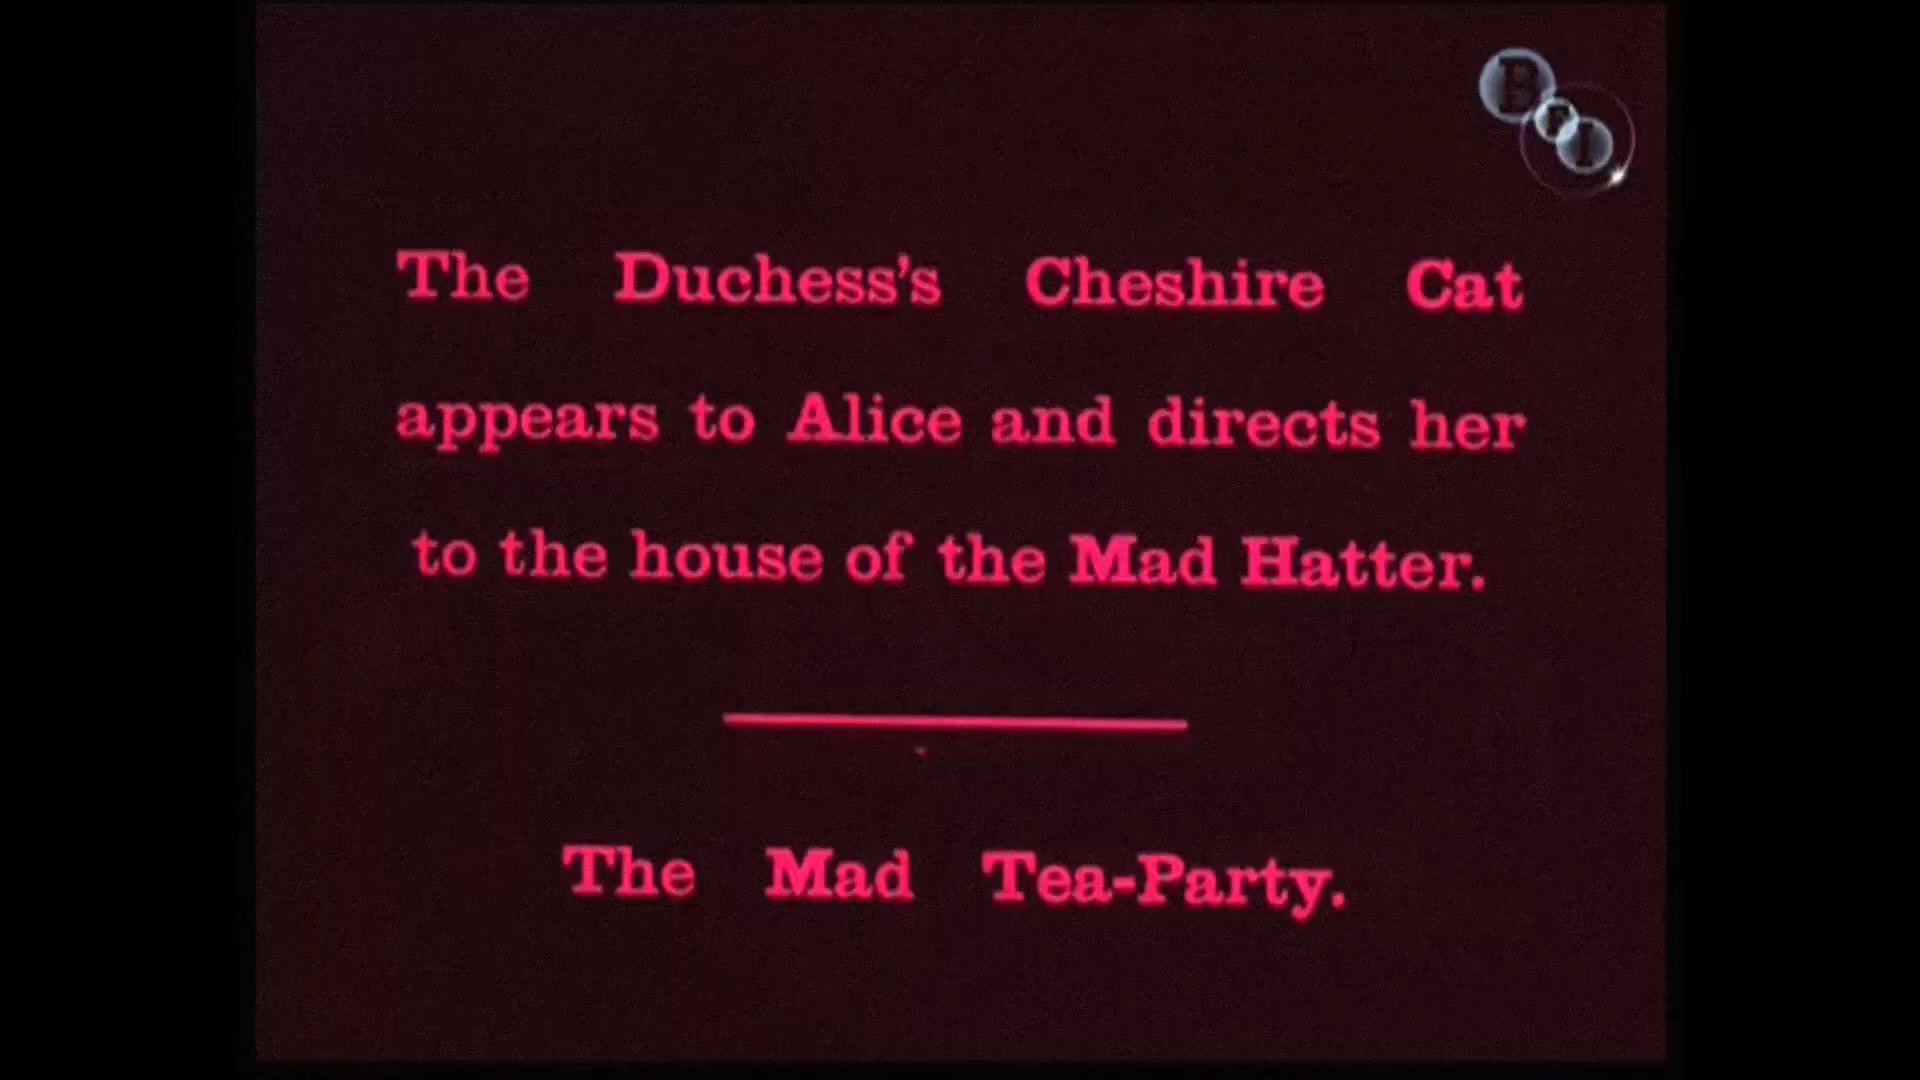 BFI
The Duchess's Cheshire Cat
appears to Alice and directs her
to the house of the Mad Hatter.
The Mad Tea-Party.